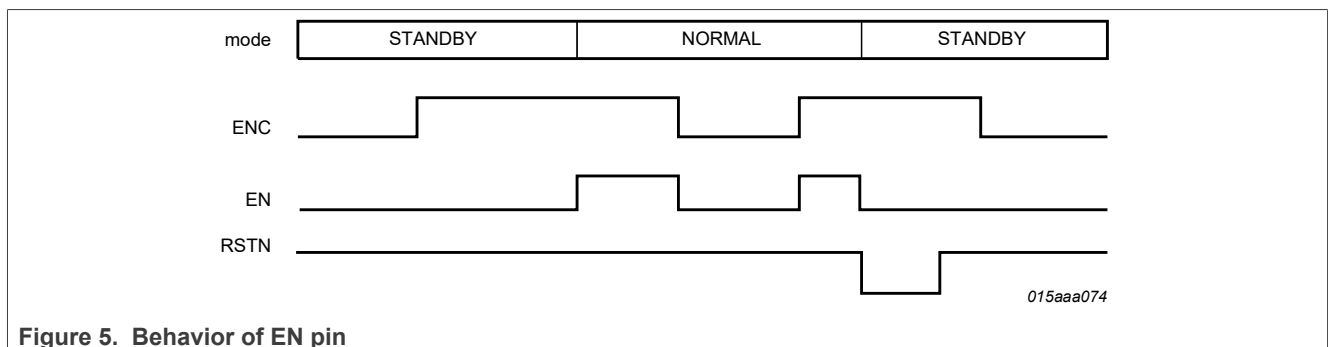 mode STANDBY NORMAL STANDBY
ENC
EN
RSTN
015aaa074
Figure 5. Behavior of EN pin